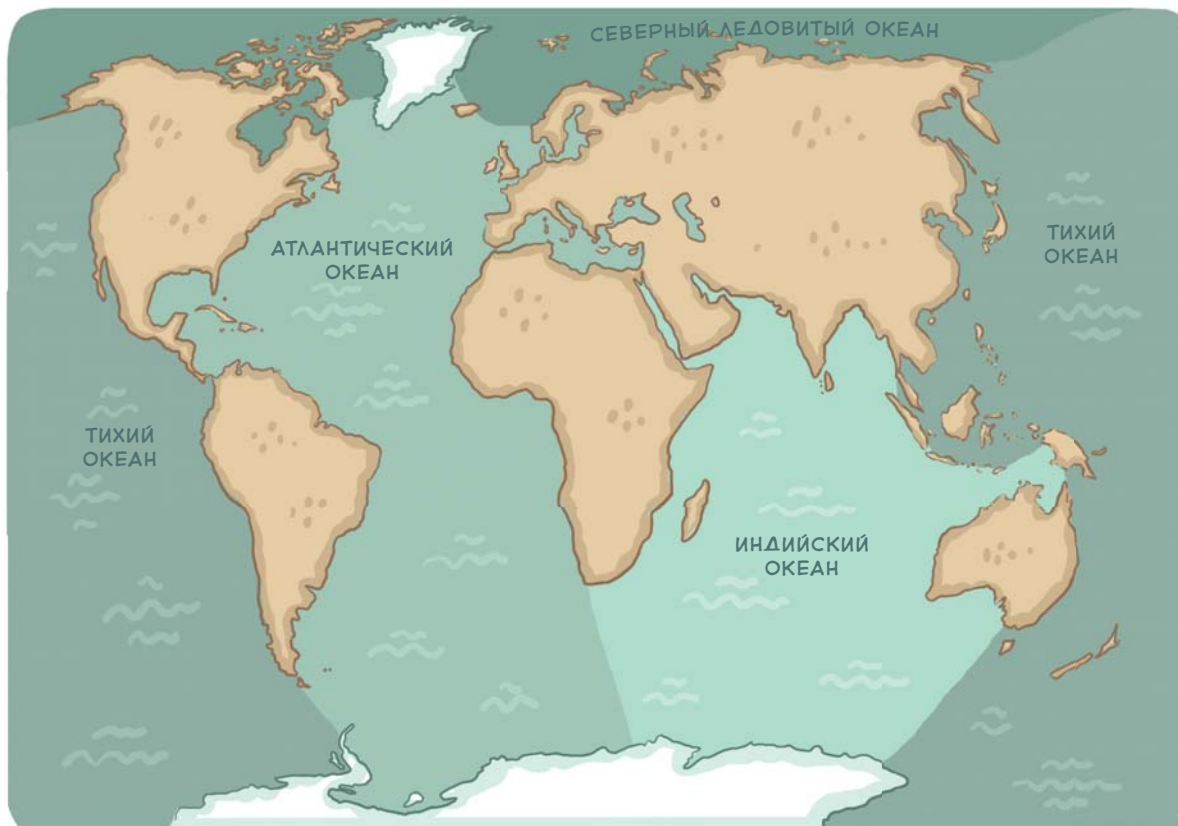 СЕВЕРНЫЙ ЛЕДОВИТЫЙ ОКЕАН
АТЛАНТИЧЕСКИЙ
ОКЕАН
ТИХИЙ
ОКЕАН
ТИХИЙ
ОКЕАН
ИНДИЙСКИЙ
ОКЕАН